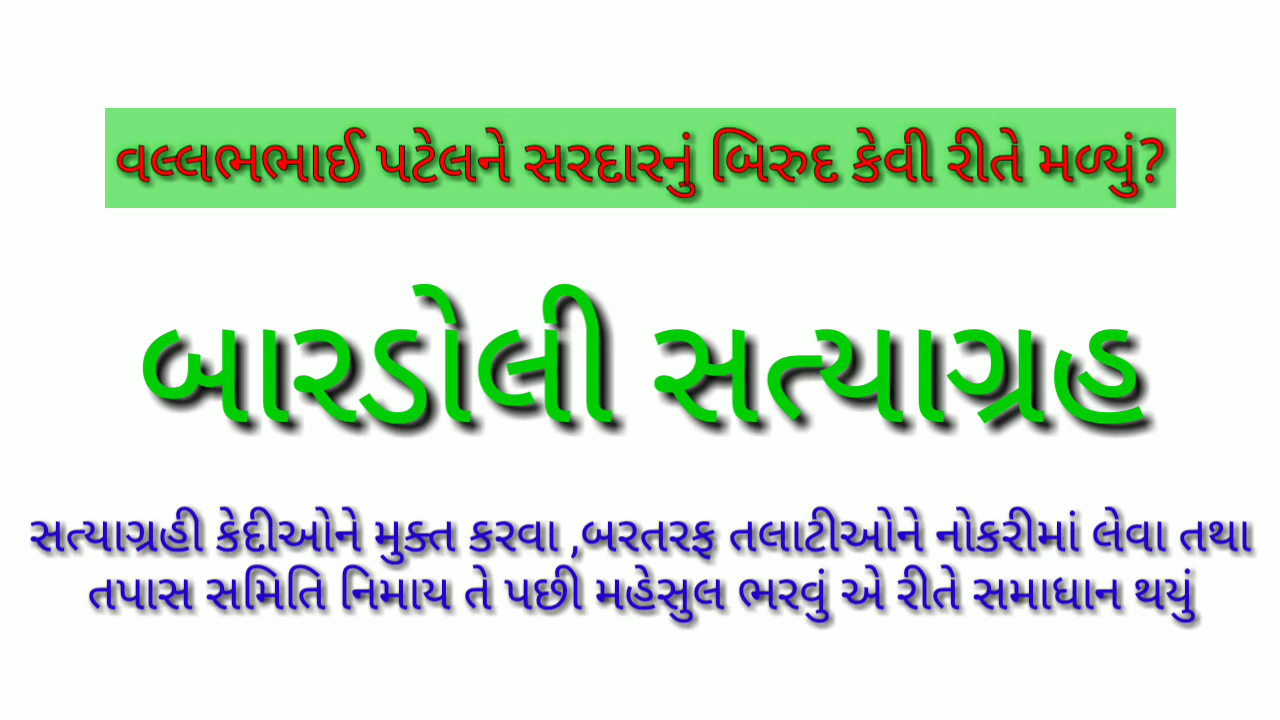 વલ્લભભાઈ પટેલને સરદારનું બિરુદ કેવી રીતે મળ્યું?
બારડોલી સત્યાગ્રહ
સત્યાગ્રહી કેદીઓને મુક્ત કરવા ,બરતરફ તલાટીઓને નોકરીમાં લેવા તથા
તપાસ સમિતિ નિમાય તે પછી મહેસુલ ભરવું એ રીતે સમાધાન થયું